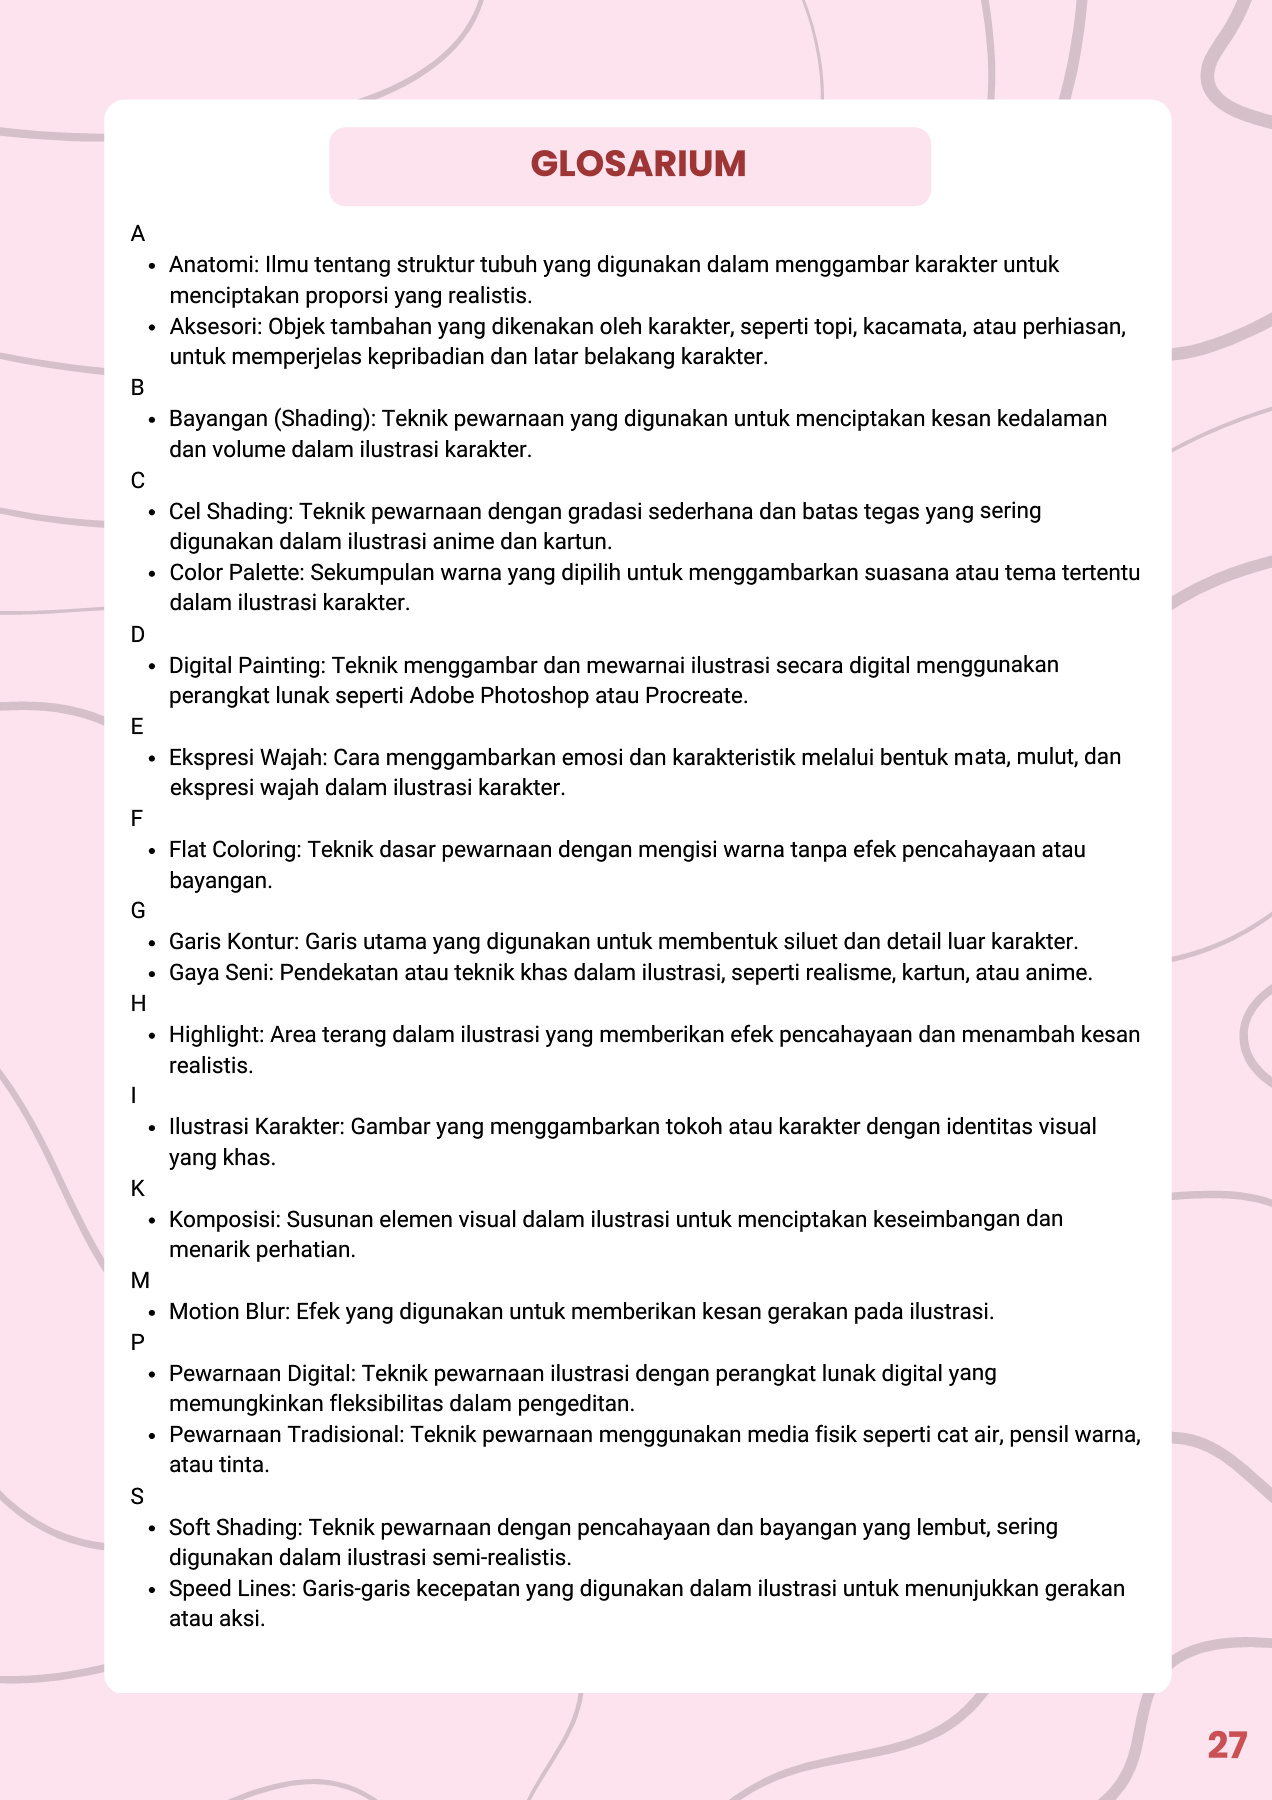 GLOSARIUM
A
• Anatomi: Ilmu tentang struktur tubuh yang digunakan dalam menggambar karakter untuk
menciptakan proporsi yang realistis.
• Aksesori: Objek tambahan yang dikenakan oleh karakter, seperti topi, kacamata, atau perhiasan,
untuk memperjelas kepribadian dan latar belakang karakter.
B
• Bayangan (Shading): Teknik pewarnaan yang digunakan untuk menciptakan kesan kedalaman
dan volume dalam ilustrasi karakter.
C
• Cel Shading: Teknik pewarnaan dengan gradasi sederhana dan batas tegas yang sering
digunakan dalam ilustrasi anime dan kartun.
• Color Palette: Sekumpulan warna yang dipilih untuk menggambarkan suasana atau tema tertentu
dalam ilustrasi karakter.
D
• Digital Painting: Teknik menggambar dan mewarnai ilustrasi secara digital menggunakan
perangkat lunak seperti Adobe Photoshop atau Procreate.
E
• Ekspresi Wajah: Cara menggambarkan emosi dan karakteristik melalui bentuk mata, mulut, dan
ekspresi wajah dalam ilustrasi karakter.
F
• Flat Coloring: Teknik dasar pewarnaan dengan mengisi warna tanpa efek pencahayaan atau
bayangan.
G
• Garis Kontur: Garis utama yang digunakan untuk membentuk siluet dan detail luar karakter.
• Gaya Seni: Pendekatan atau teknik khas dalam ilustrasi, seperti realisme, kartun, atau anime.
H
• Highlight: Area terang dalam ilustrasi yang memberikan efek pencahayaan dan menambah kesan
realistis.
I
• Ilustrasi Karakter: Gambar yang menggambarkan tokoh atau karakter dengan identitas visual
yang khas.
K
• Komposisi: Susunan elemen visual dalam ilustrasi untuk menciptakan keseimbangan dan
menarik perhatian.
M
• Motion Blur: Efek yang digunakan untuk memberikan kesan gerakan pada ilustrasi.
P
• Pewarnaan Digital: Teknik pewarnaan ilustrasi dengan perangkat lunak digital yang
memungkinkan fleksibilitas dalam pengeditan.
• Pewarnaan Tradisional: Teknik pewarnaan menggunakan media fisik seperti cat air, pensil warna,
atau tinta.
S
• Soft Shading: Teknik pewarnaan dengan pencahayaan dan bayangan yang lembut, sering
digunakan dalam ilustrasi semi-realistis.
• Speed Lines: Garis-garis kecepatan yang digunakan dalam ilustrasi untuk menunjukkan gerakan
atau aksi.
27